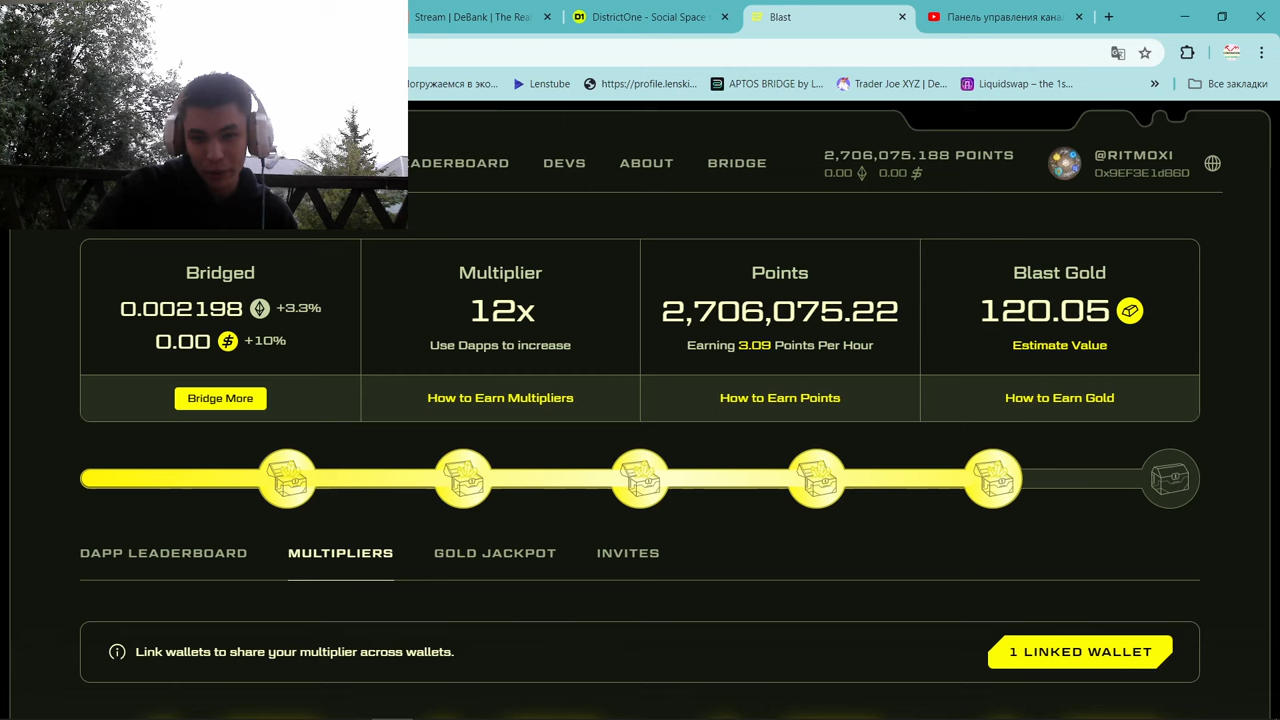 Stream | DeBank | The Rea
DistrictOne - Social Space
Blast
Панель управления кана
Lenstube
https://profile.lenski...
APTOS BRIDGE by L...
Trader Joe XYZ | De...
Liquidswap – the 1s...
»
Все закладки
DEVS
ABOUT
BRIDGE
2,706,075.188 POINTS
0.00 0.00
@RITMOXI
0x9EF3E1d860
Bridged
0.002198 +3.3%
0.00 +10%
Bridge More
Multiplier
12x
Use Dapps to increase
How to Earn Multipliers
Points
2,706,075.22
Earning 3.09 Points Per Hour
How to Earn Points
Blast Gold
120.05
Estimate Value
How to Earn Gold
DAPP LEADERBOARD
MULTIPLIERS
GOLD JACKPOT
INVITES
Link wallets to share your multiplier across wallets.
1 LINKED WALLET